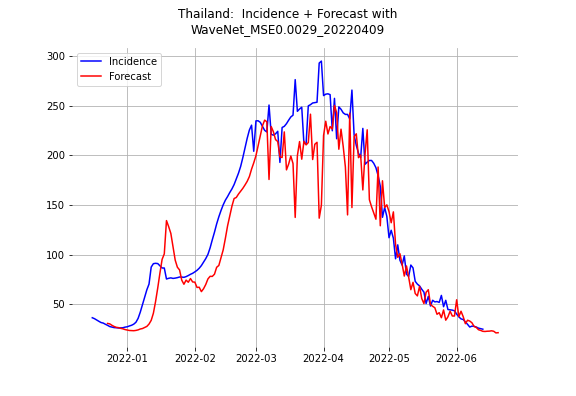 Thailand:  Incidence + Forecast with
WaveNet_MSE0.0029_20220409
Incidence
Forecast
300
250
200
150
100
50
2022-01 2022-02 2022-03 2022-04 2022-05 2022-06